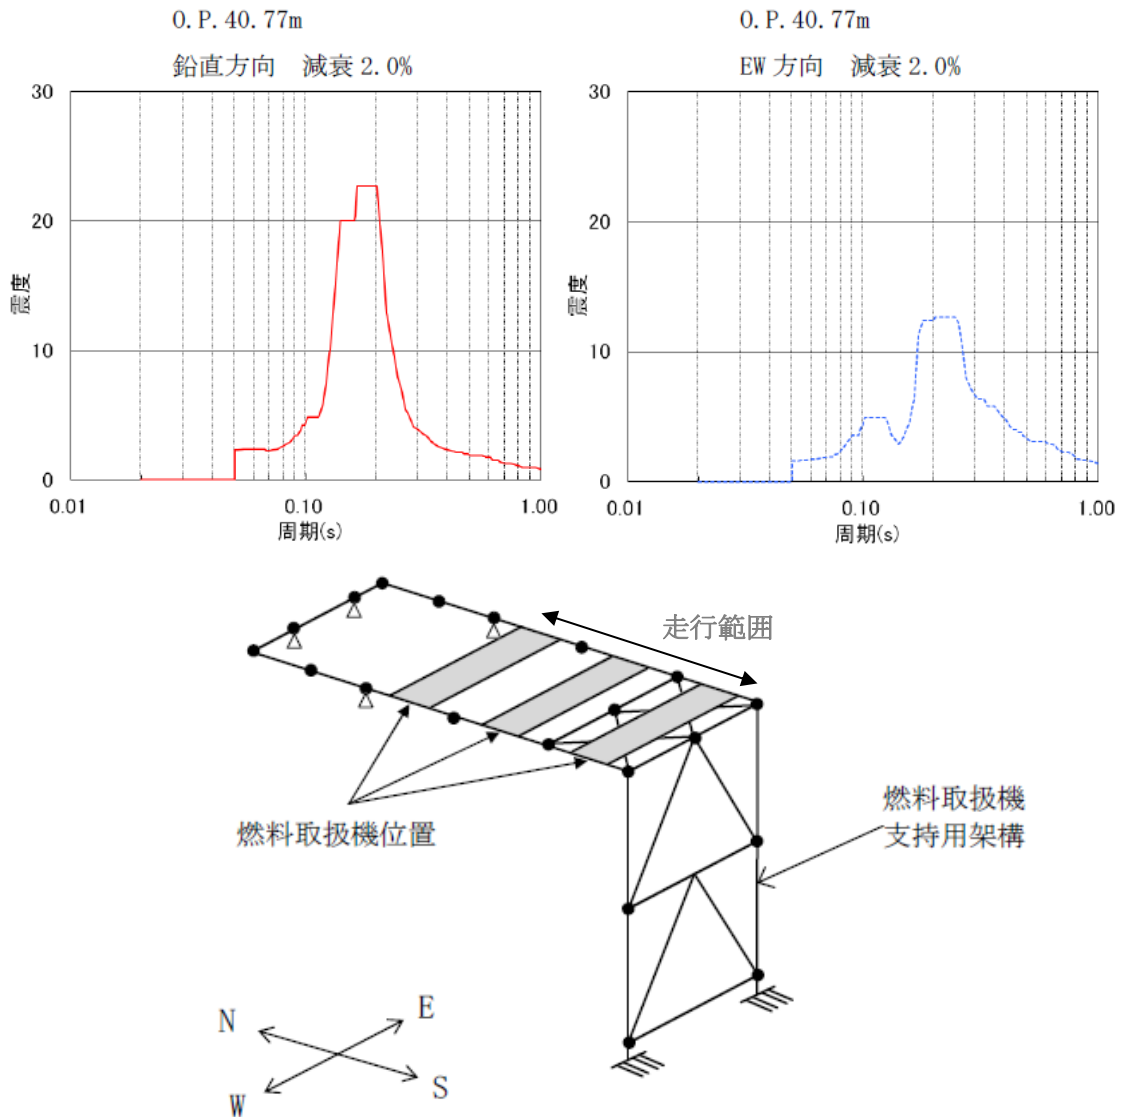 O.P.40.77m
鉛直方向 減衰2.0%
30
20
10
0
震度
0.01
0.10
1.00
周期(s)
O.P.40.77m
EW方向 減衰2.0%
30
20
10
0
震度
0.01
0.10
1.00
周期(s)
走行範囲
燃料取扱機位置
燃料取扱機
支持用架構
N
E
W
S